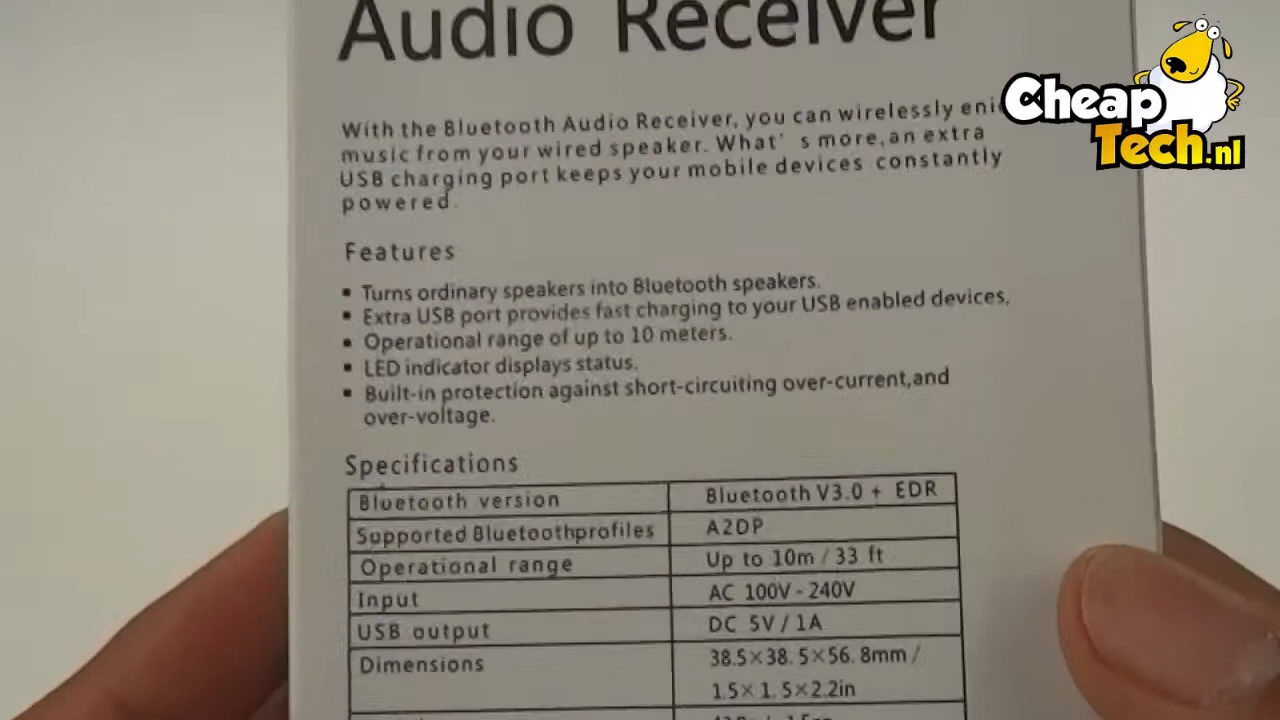 Audio Receiver
Cheap
Tech.nl
With the Bluetooth Audio Receiver, you can wirelessly
music from your wired speaker. What's more,an extra
USB charging port keeps your mobile devices constantly
powered.
Features
▪ Turns ordinary speakers into Bluetooth speakers.
▪ Extra USB port provides fast charging to your USB enabled devices.
▪ Operational range of up to 10 meters.
▪ LED indicator displays status.
▪ Built-in protection against short-circuiting over-current,and
over-voltage.
Specifications
Bluetooth version Bluetooth V3.0 + EDR
Supported Bluetoothprofiles A2DP
Operational range Up to 10m / 33 ft
Input AC 100V - 240V
USB output DC 5V / 1A
Dimensions 38.5×38.5×56.8mm /
1.5×1.5×2.2in